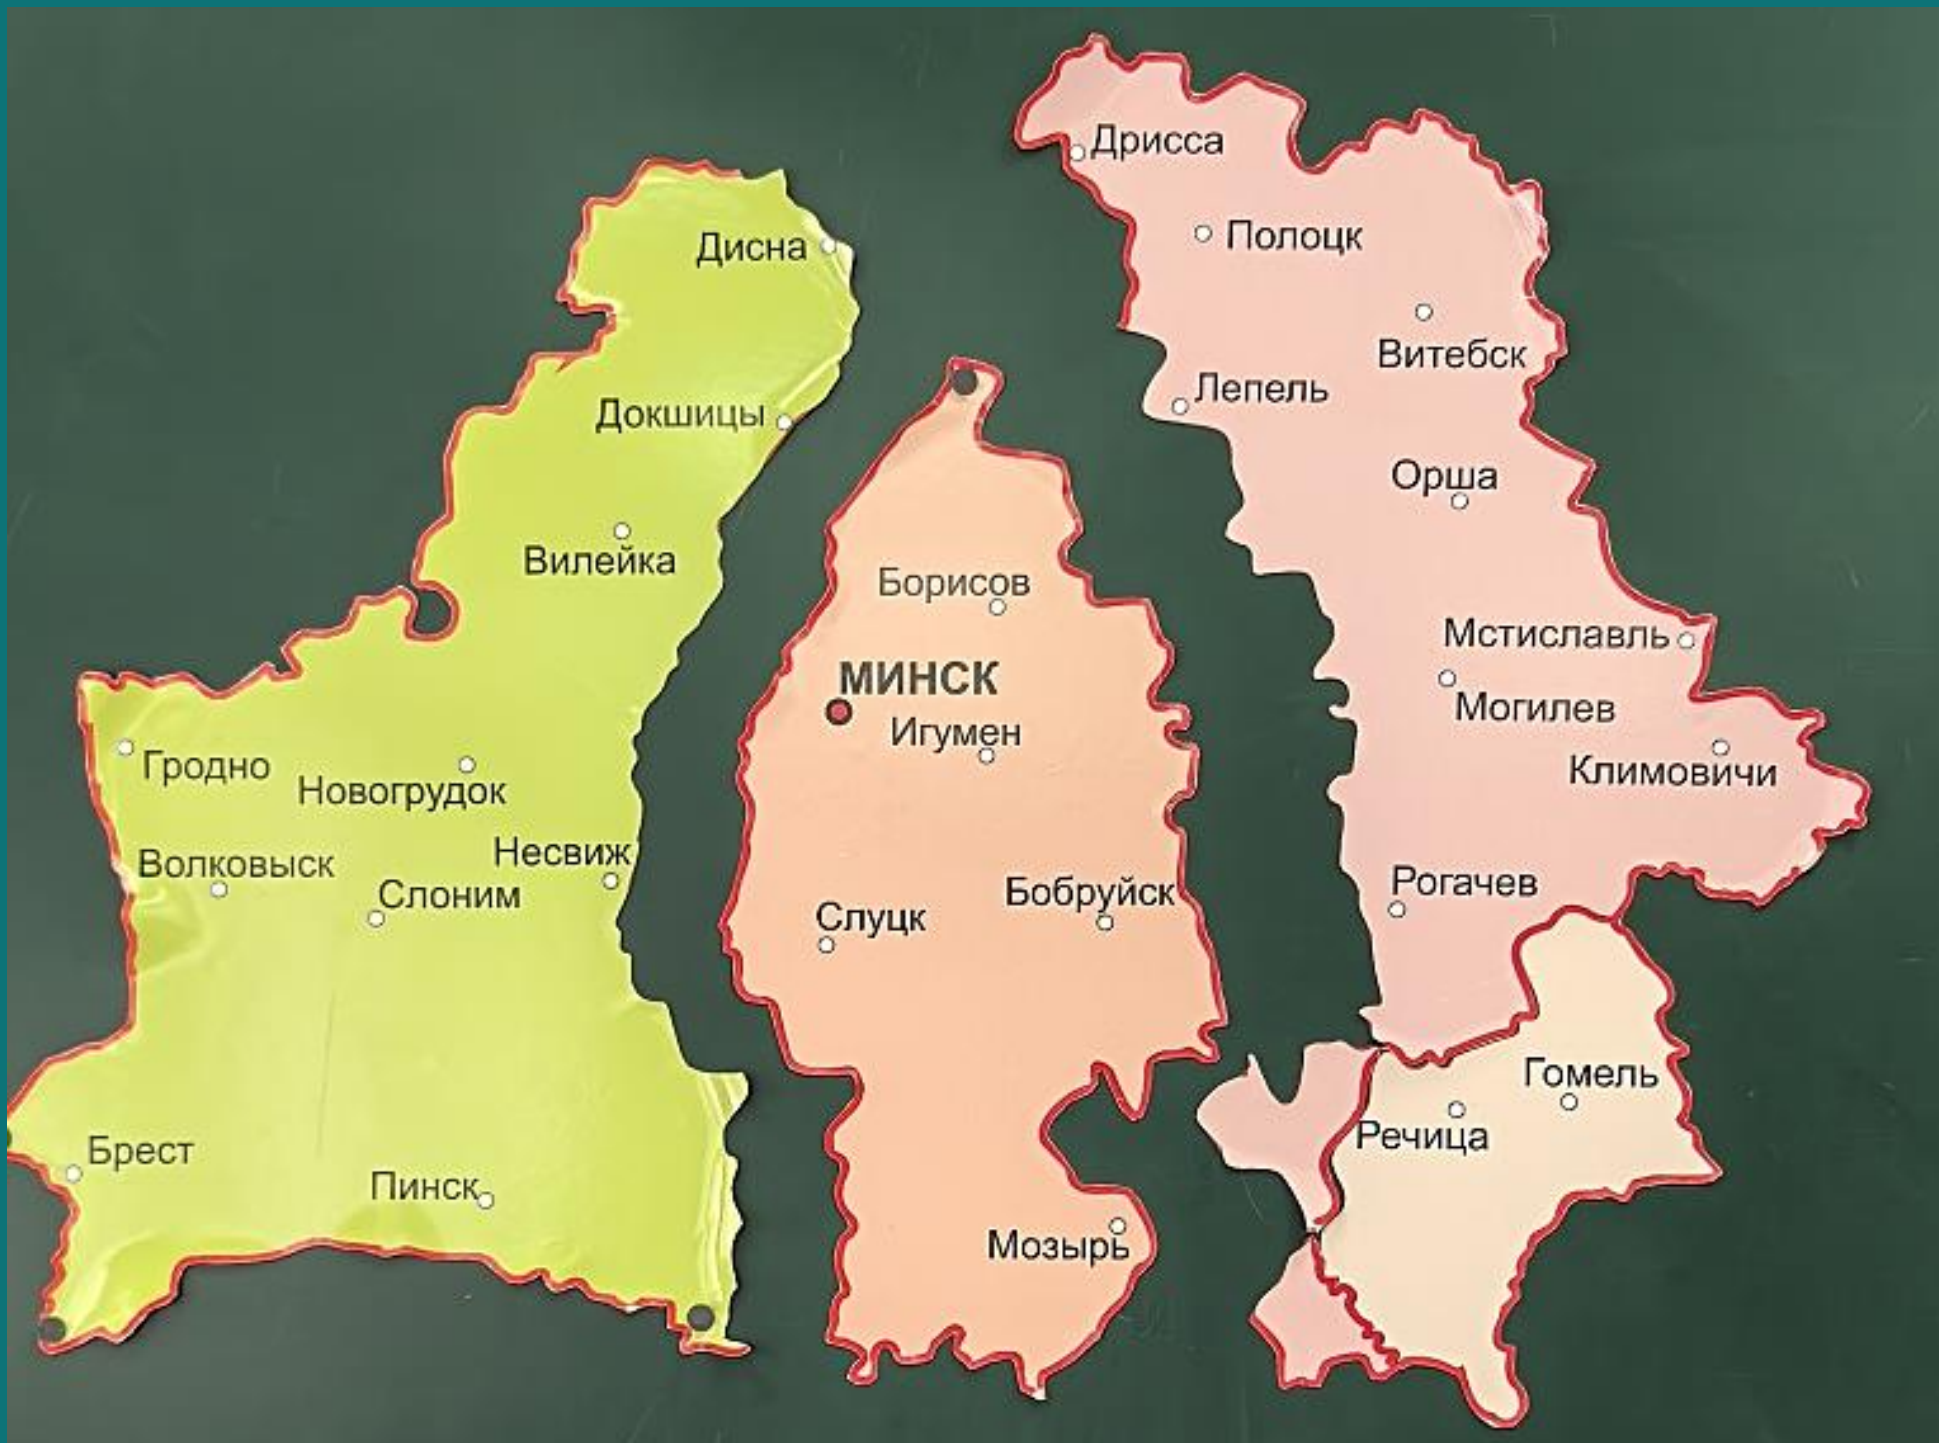 Дисна
Докшицы
Вилейка
Гродно
Новогрудок
Волковыск
Слоним
Несвиж
Брест
Пинск
Борисов
МИНСК
Игумен
Бобруйск
Слуцк
Мозырь
Дрисса
Полоцк
Витебск
Лепель
Орша
Мстиславль
Могилев
Климовичи
Рогачев
Гомель
Речица